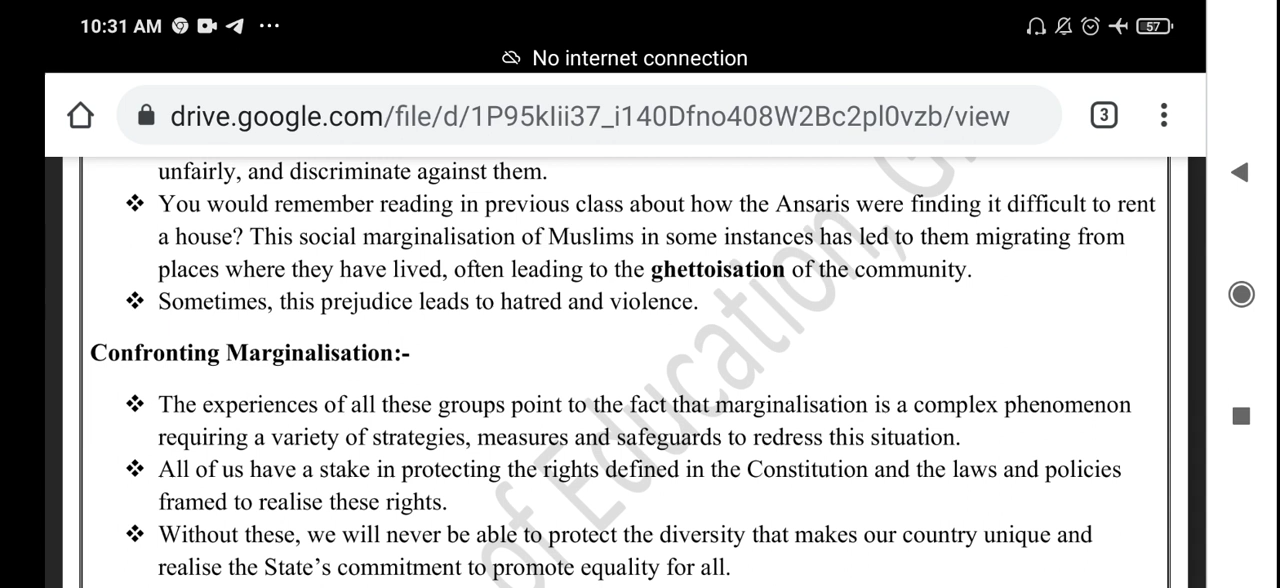 10:31 AM ...
57
No internet connection
drive.google.com/file/d/1P95kIii37_i140Dfno408W2Bc2pl0vzb/view
3
unfairly, and discriminate against them.
❖ You would remember reading in previous class about how the Ansaris were finding it difficult to rent
a house? This social marginalisation of Muslims in some instances has led to them migrating from
places where they have lived, often leading to the ghettoisation of the community.
❖ Sometimes, this prejudice leads to hatred and violence.
Confronting Marginalisation:-
❖ The experiences of all these groups point to the fact that marginalisation is a complex phenomenon
requiring a variety of strategies, measures and safeguards to redress this situation.
❖ All of us have a stake in protecting the rights defined in the Constitution and the laws and policies
framed to realise these rights.
❖ Without these, we will never be able to protect the diversity that makes our country unique and
realise the State’s commitment to promote equality for all.
of Education,